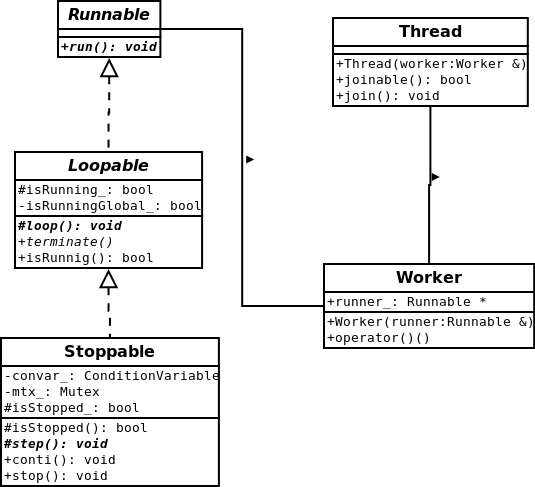 Runnable
+run(): void
Thread
+Thread(worker:Worker &)
+joinable(): bool
+join(): void
Loopable
#isRunning_: bool
-isRunningGlobal_: bool
#loop(): void
+terminate()
+isRunnig(): bool
Worker
+runner_: Runnable *
+Worker(runner:Runnable &)
+operator()()
Stoppable
-convar_: ConditionVariable
-mtx_: Mutex
#isStopped_: bool
#isStopped(): bool
#step(): void
+conti(): void
+stop(): void